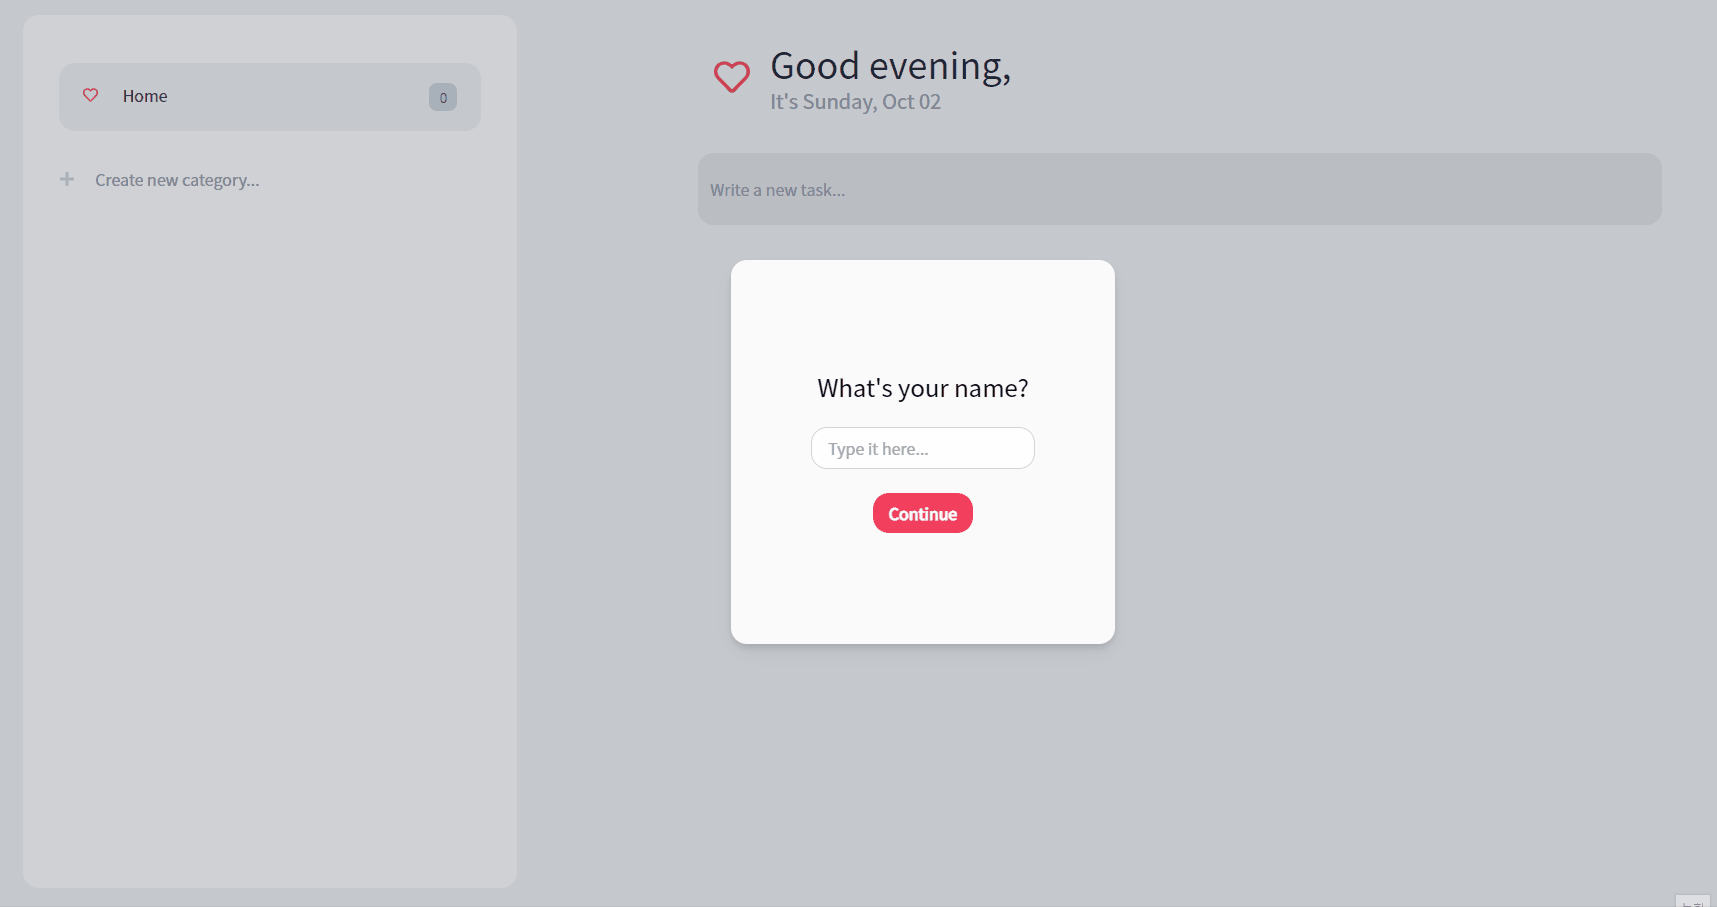 Home
0
Create new category...
Good evening,
It's Sunday, Oct 02
Write a new task...
What's your name?
Type it here...
Continue